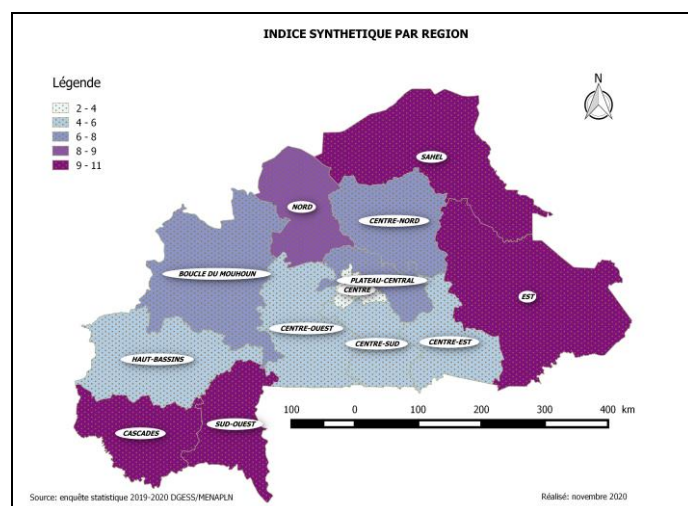 INDICE SYNTHETIQUE PAR REGION
Légende
2 - 4
4 - 6
6 - 8
8 - 9
9 - 11
N
SAHEL
NORD
CENTRE-NORD
BOUCLE DU MOUHOUN
PLATEAU-CENTRAL
CENTRE
EST
CENTRE-OUEST
CENTRE-SUD
CENTRE-EST
HAUT-BASSINS
CASCADES
SUD-OUEST
100 0 100 200 300 400 km
Source: enquête statistique 2019-2020 DGESS/MENAPLN
Réalisé: novembre 2020